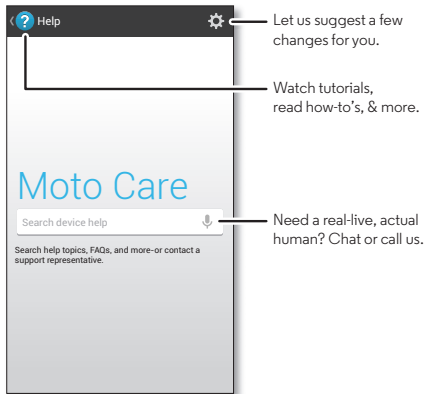 Help
Let us suggest a few
changes for you.
Watch tutorials,
read how-to's, & more.
Moto Care
Search device help
Need a real-live, actual
human? Chat or call us.
Search help topics, FAQs, and more-or contact a
support representative.